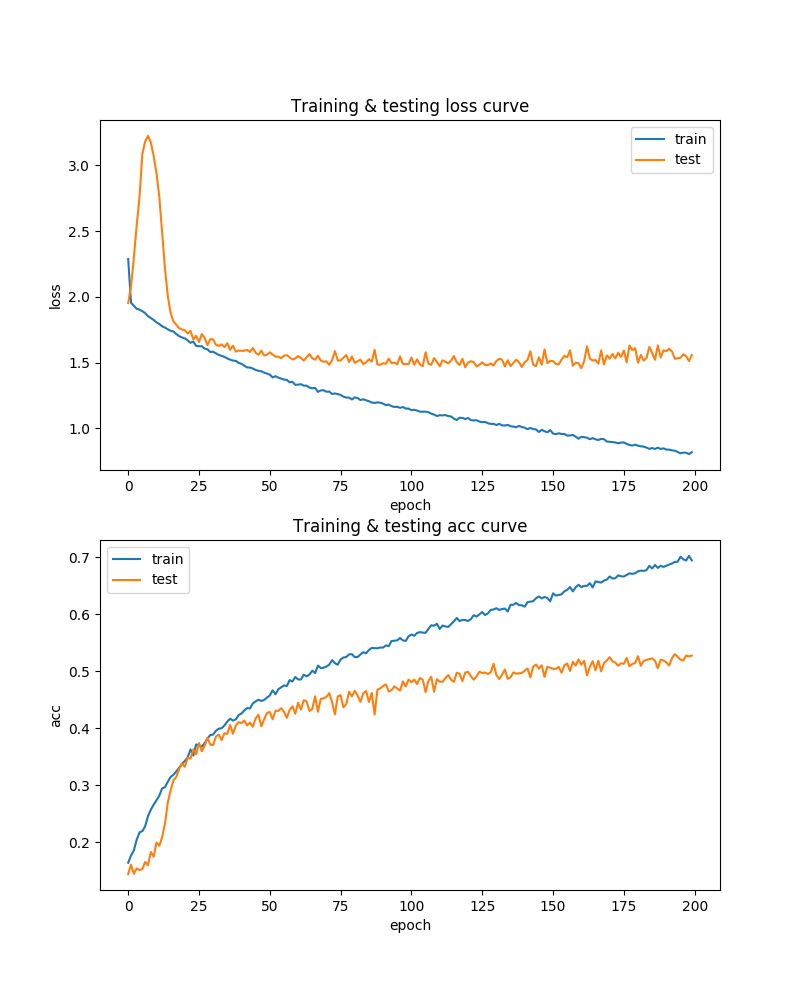 Training & testing loss curve
train
test
3.0
2.5
2.0
1.5
1.0
loss
0 25 50 75 100 125 150 175 200
epoch
Training & testing acc curve
train
test
0.7
0.6
0.5
0.4
0.3
0.2
acc
0 25 50 75 100 125 150 175 200
epoch